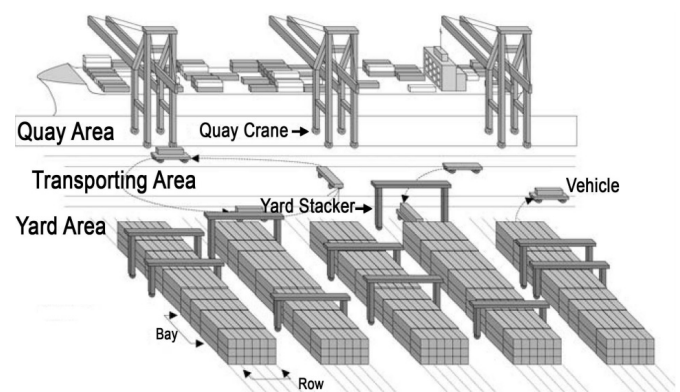 Quay Area
Quay Crane
Transporting Area
Vehicle
Yard Stacker
Yard Area
Bay
Row